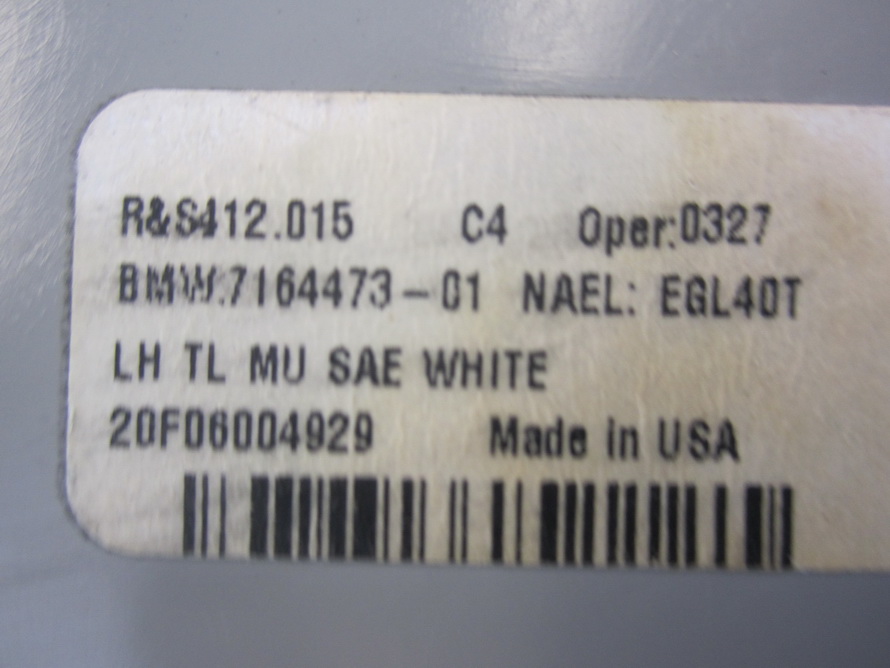 R&S412.015 C4 Oper:0327
BMW:7164473-01 NAEL: EGL40T
LH TL MU SAE WHITE
20F06004929 Made in USA